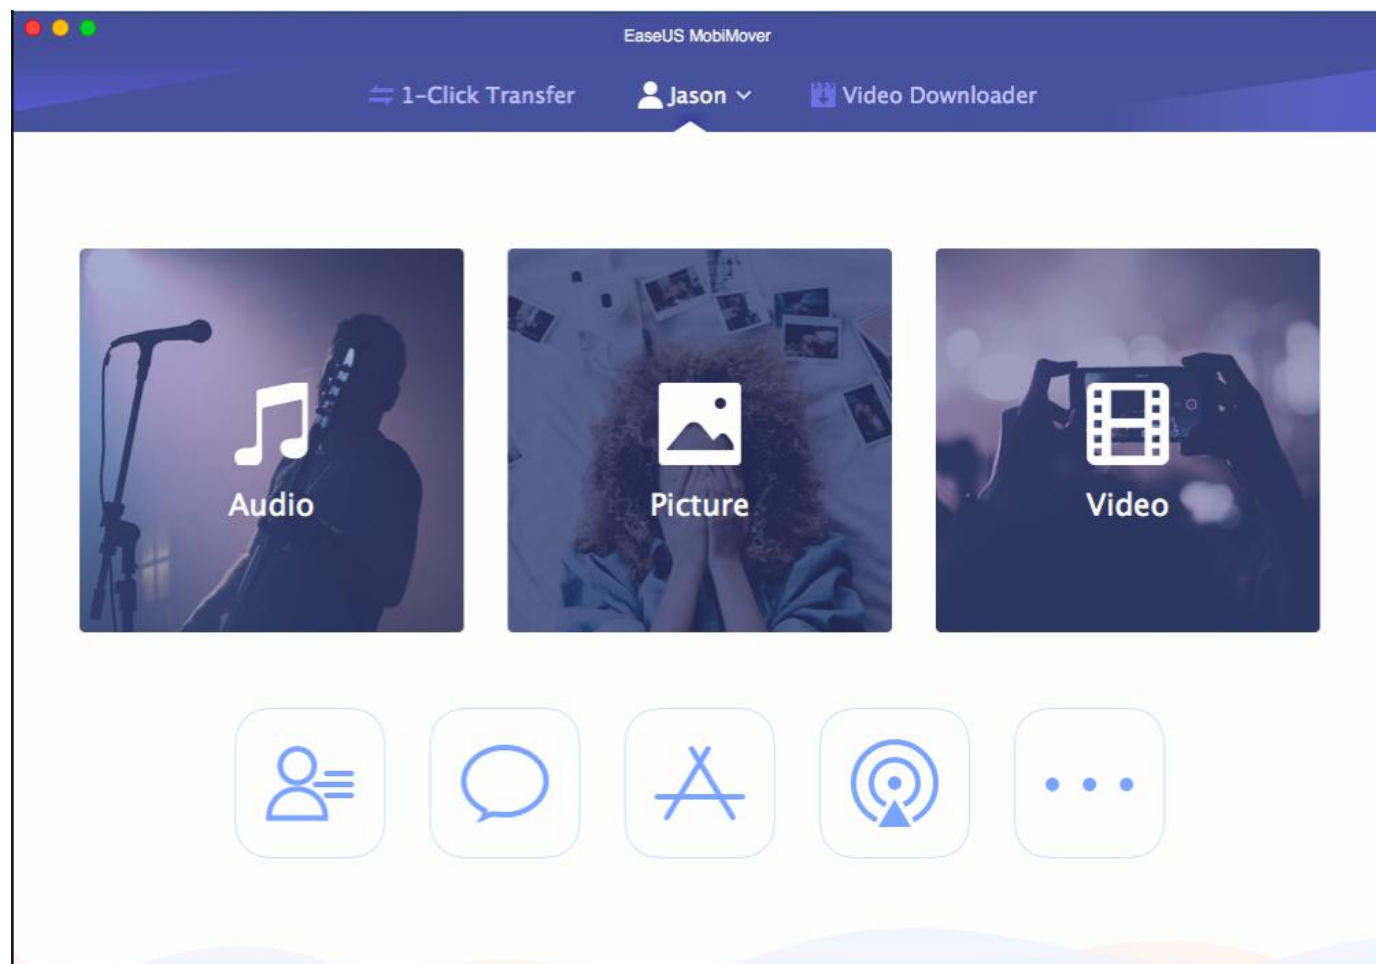 EaseUS MobiMover
1-Click Transfer
Jason
Video Downloader
Audio
Picture
Video